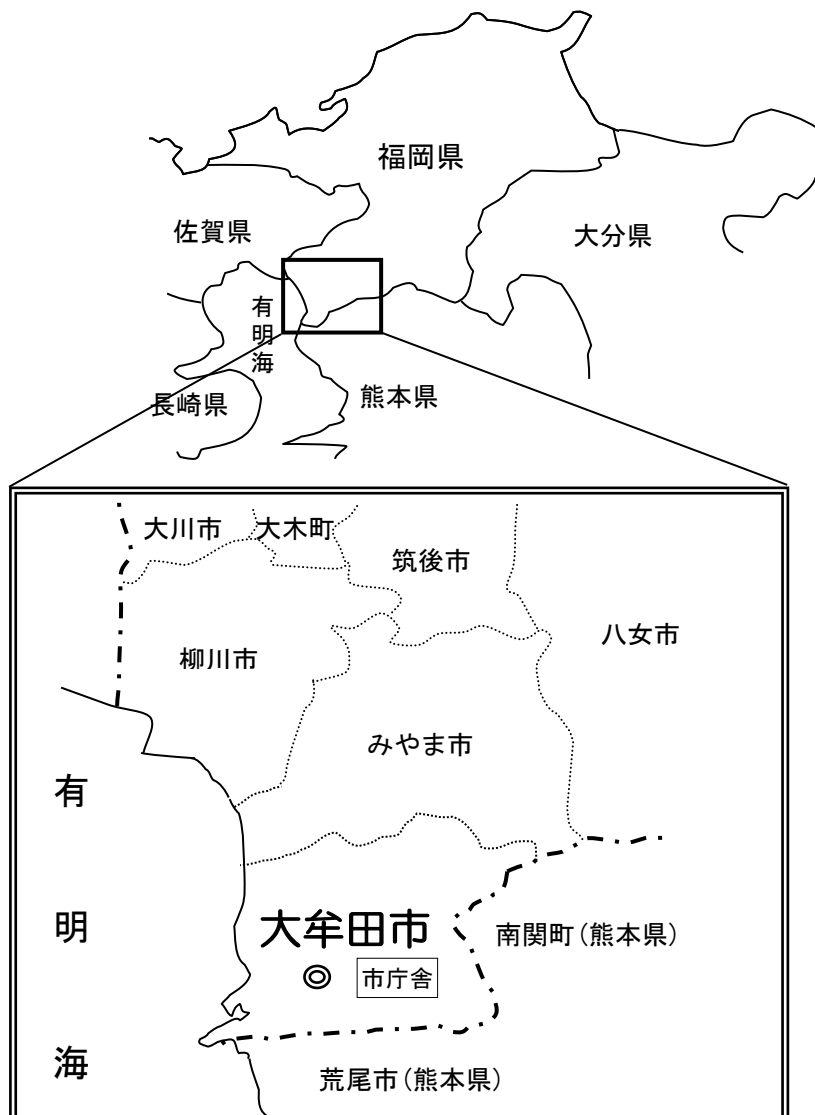 福岡県
佐賀県
大分県
有明海
長崎県
熊本県
大川市
大木町
筑後市
八女市
柳川市
みやま市
有明海
大牟田市
南関町(熊本県)
市庁舎
荒尾市(熊本県)